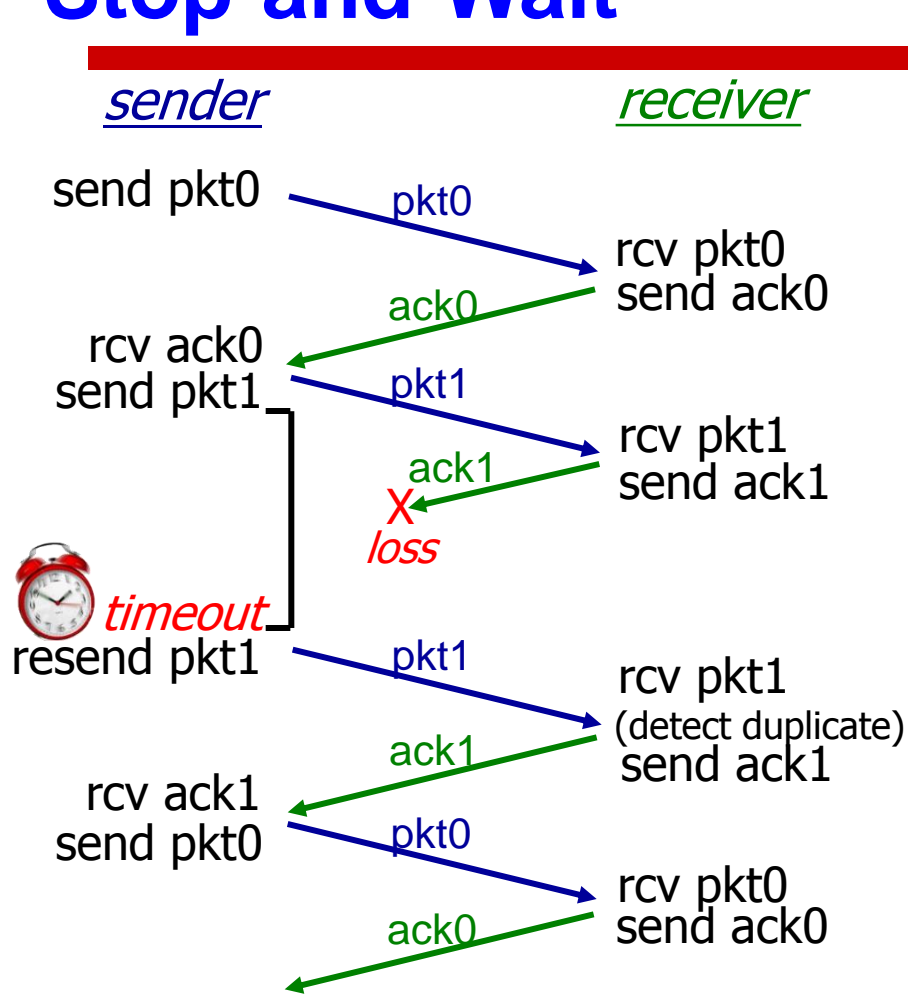 Stop and Wait
sender
receiver
send pkt0
pkt0
rcv pkt0
send ack0
ack0
rcv ack0
send pkt1
pkt1
rcv pkt1
send ack1
ack1
X
loss
timeout
resend pkt1
pkt1
rcv pkt1
(detect duplicate)
send ack1
ack1
rcv ack1
send pkt0
pkt0
rcv pkt0
send ack0
ack0